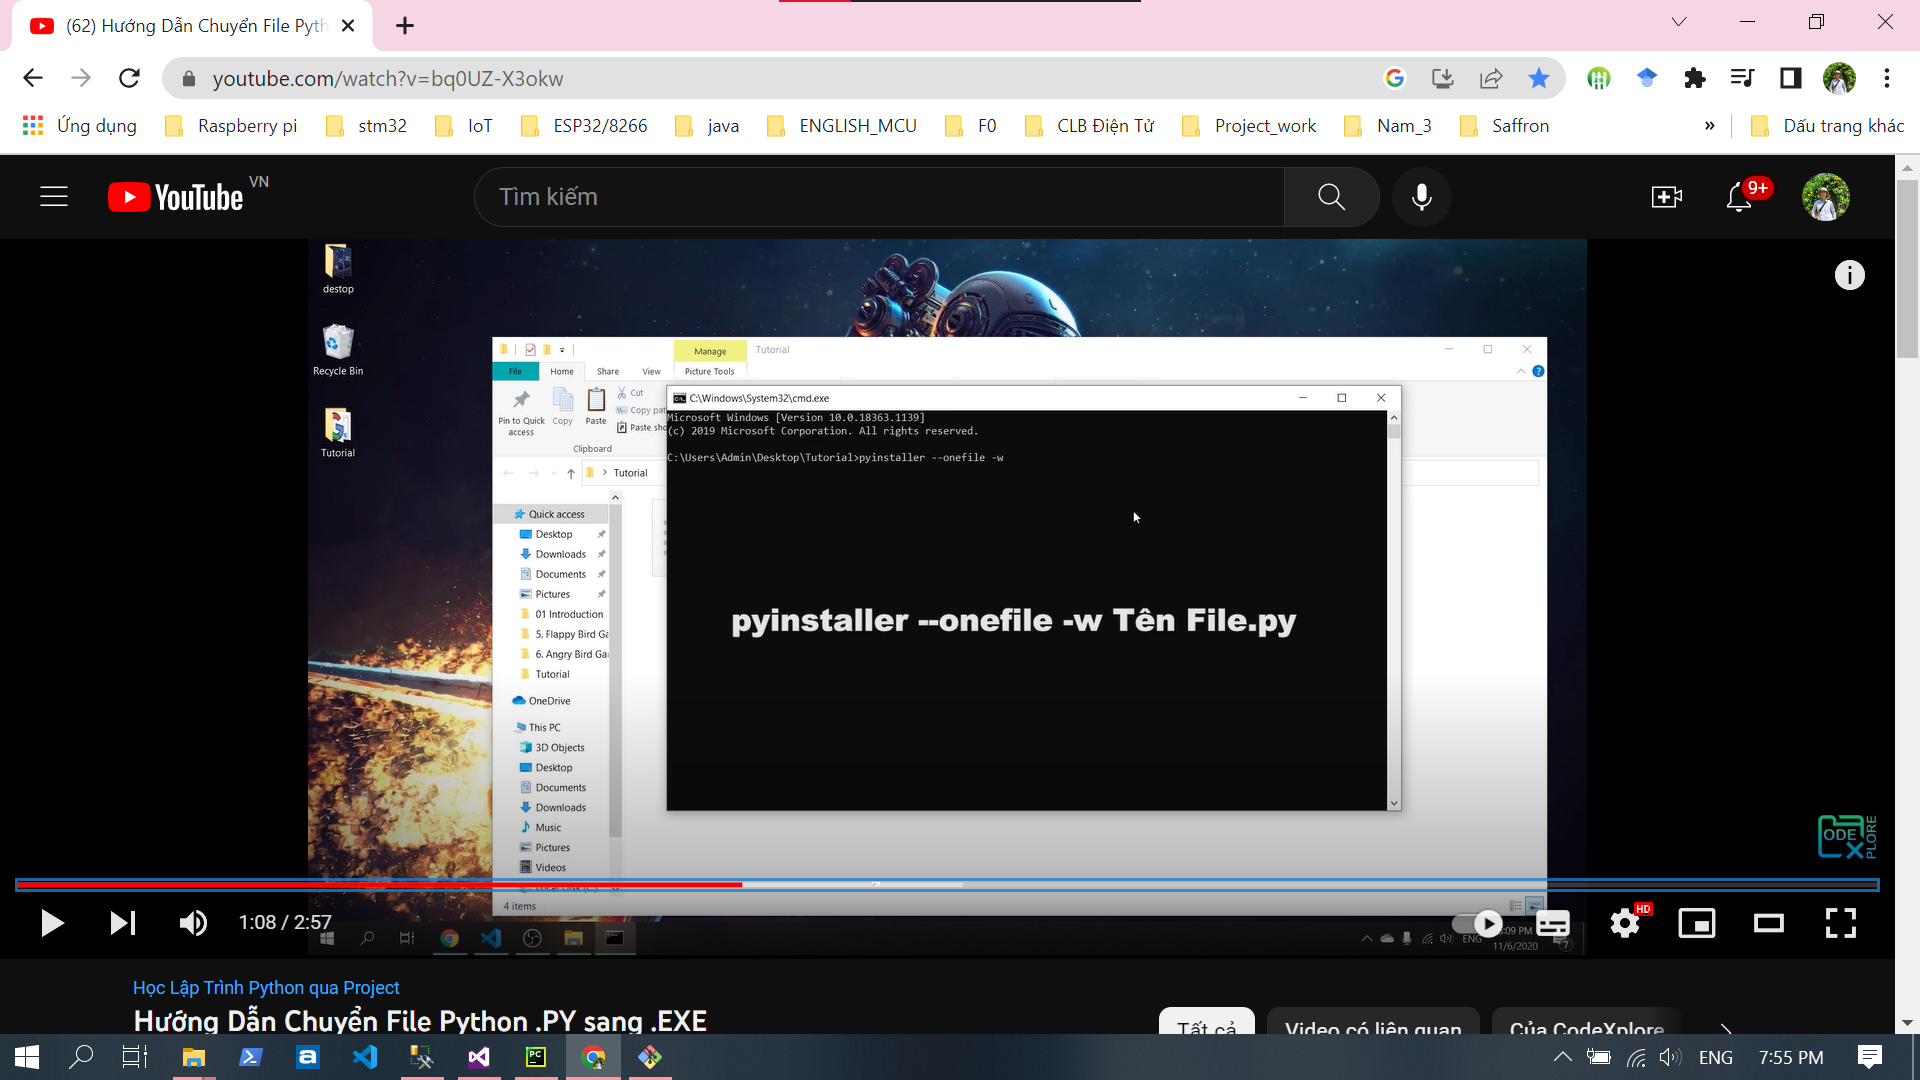 (62) Hướng Dẫn Chuyển File Pyth
youtube.com/watch?v=bq0UZ-X3okw
Ứng dụng
Raspberry pi
stm32
IoT
ESP32/8266
java
ENGLISH_MCU
F0
CLB Điện Tử
Project_work
Nam_3
Saffron
»
Dấu trang khác
YouTube VN
Tìm kiếm
9+
destop
Recycle Bin
Tutorial
Manage
Tutorial
File
Home
Share
View
Picture Tools
Pin to Quick access
Copy
Paste
Cut
Copy pat
Paste sho
Clipboard
Tutorial
C:\Windows\System32\cmd.exe
Microsoft Windows [Version 10.0.18363.1139]
(c) 2019 Microsoft Corporation. All rights reserved.
C:\Users\Admin\Desktop\Tutorial>pyinstaller --onefile -w
pyinstaller --onefile -w Tên File.py
Quick access
Desktop
Downloads
Documents
Pictures
01 Introduction
5. Flappy Bird Ga
6. Angry Bird Ga
Tutorial
OneDrive
This PC
3D Objects
Desktop
Documents
Downloads
Music
Pictures
Videos
4 items
CODE XPLORE
1:08 / 2:57
HD
ENG
11/6/2020
7
Học Lập Trình Python qua Project
Hướng Dẫn Chuyển File Python .PY sang .EXE
Tất cả
Video có liên quan
Của CodeXplore
ENG
7:55 PM